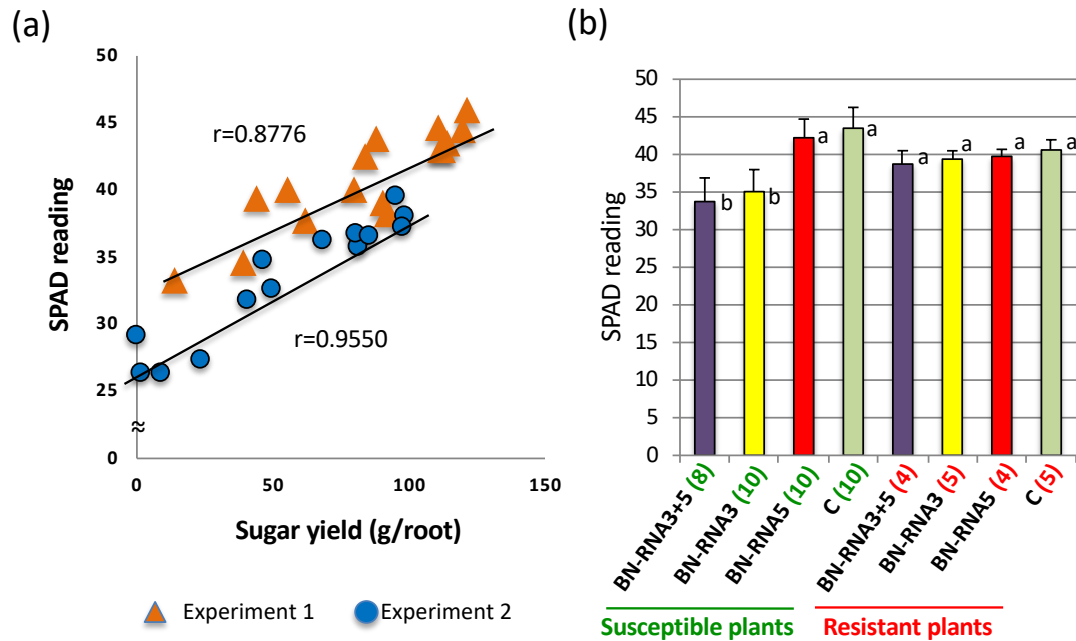 (a)
50
45
40
35
30
25
0
≈
SPAD reading
r=0.8776
r=0.9550
0
50
100
150
Sugar yield (g/root)
Experiment 1
Experiment 2
(b)
50
45
40
35
30
25
20
15
10
5
0
SPAD reading
b
b
a
a
a
a
a
a
BN-RNA3+5 (8)
BN-RNA3 (10)
BN-RNA5 (10)
C (10)
BN-RNA3+5 (4)
BN-RNA3 (5)
BN-RNA5 (4)
C (5)
Susceptible plants
Resistant plants